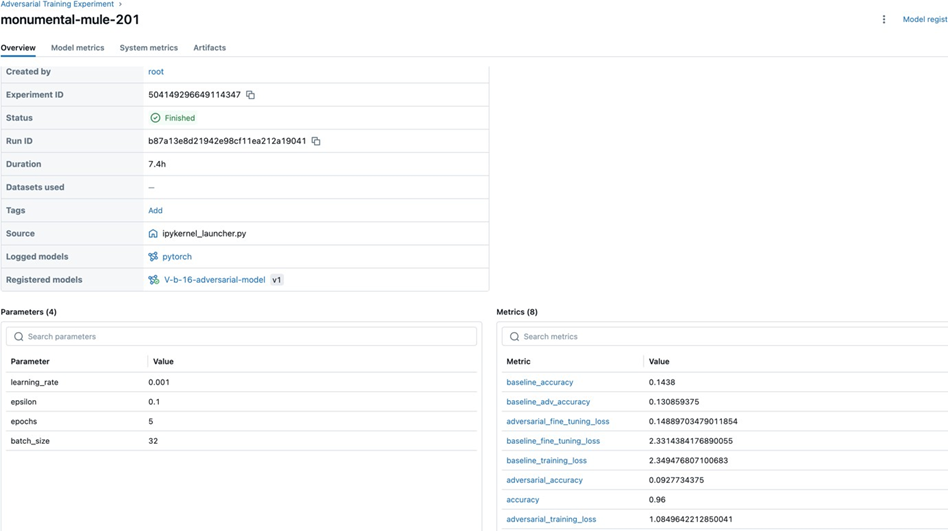 Adversarial Training Experiment ›
monumental-mule-201
Model regist
Overview Model metrics System metrics Artifacts
Created by root
Experiment ID 504149296649114347
Status Finished
Run ID b87a13e8d21942e98cf11ea212a19041
Duration 7.4h
Datasets used —
Tags Add
Source ipykernel_launcher.py
Logged models pytorch
Registered models V-b-16-adversarial-model v1
Parameters (4)
Search parameters
Parameter Value
learning_rate 0.001
epsilon 0.1
epochs 5
batch_size 32
Metrics (8)
Search metrics
Metric Value
baseline_accuracy 0.1438
baseline_adv_accuracy 0.130859375
adversarial_fine_tuning_loss 0.14889703479011854
baseline_fine_tuning_loss 2.3314384176890055
baseline_training_loss 2.349476807100683
adversarial_accuracy 0.0927734375
accuracy 0.96
adversarial_training_loss 1.0849642212850041